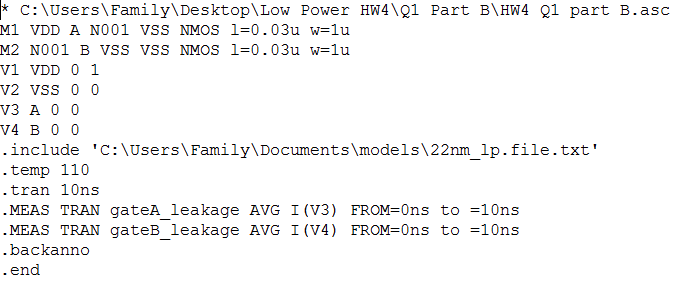 * C:\Users\Family\Desktop\Low Power HW4\Q1 Part B\HW4 Q1 part B.asc
M1 VDD A N001 VSS NMOS l=0.03u w=1u
M2 N001 B VSS VSS NMOS l=0.03u w=1u
V1 VDD 0 1
V2 VSS 0 0
V3 A 0 0
V4 B 0 0
.include 'C:\Users\Family\Documents\models\22nm_lp.file.txt'
.temp 110
.tran 10ns
.MEAS TRAN gateA_leakage AVG I(V3) FROM=0ns to =10ns
.MEAS TRAN gateB_leakage AVG I(V4) FROM=0ns to =10ns
.backanno
.end